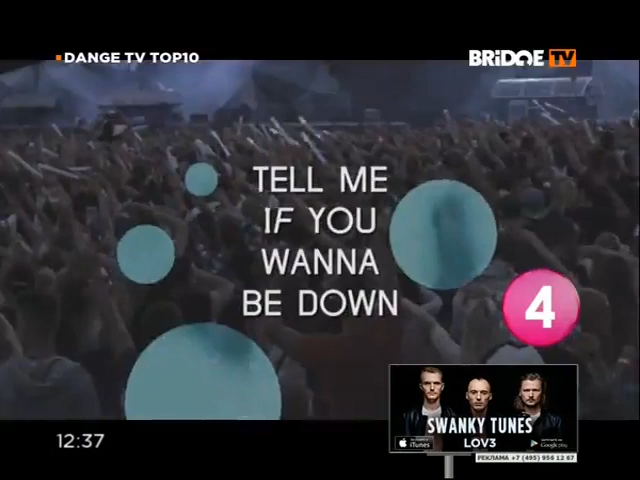 DANGE TV TOP10
BRIDGE TV
TELL ME
IF YOU
WANNA
BE DOWN
4
SWANKY TUNES
LOV3
iTunes
Google play
РЕКЛАМА +7 (495) 956 12 67
12:37